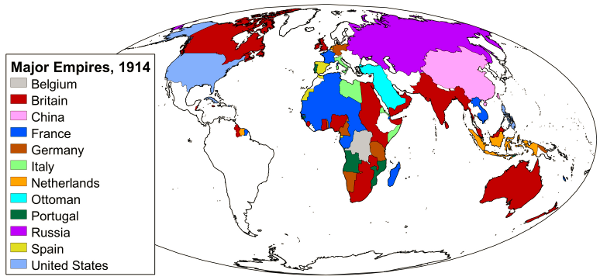 Major Empires, 1914
Belgium
Britain
China
France
Germany
Italy
Netherlands
Ottoman
Portugal
Russia
Spain
United States